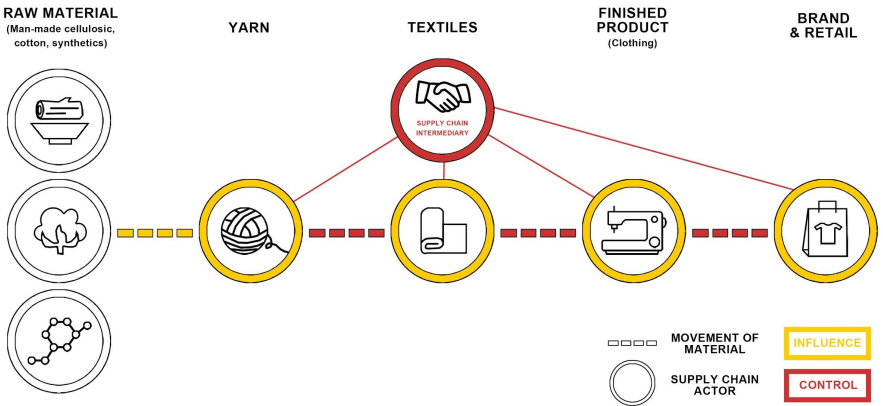 RAW MATERIAL
(Man-made cellulosic,
cotton, synthetics)
YARN
TEXTILES
FINISHED
PRODUCT
(Clothing)
BRAND
& RETAIL
SUPPLY CHAIN
INTERMEDIARY
MOVEMENT OF
MATERIAL
INFLUENCE
SUPPLY CHAIN
ACTOR
CONTROL